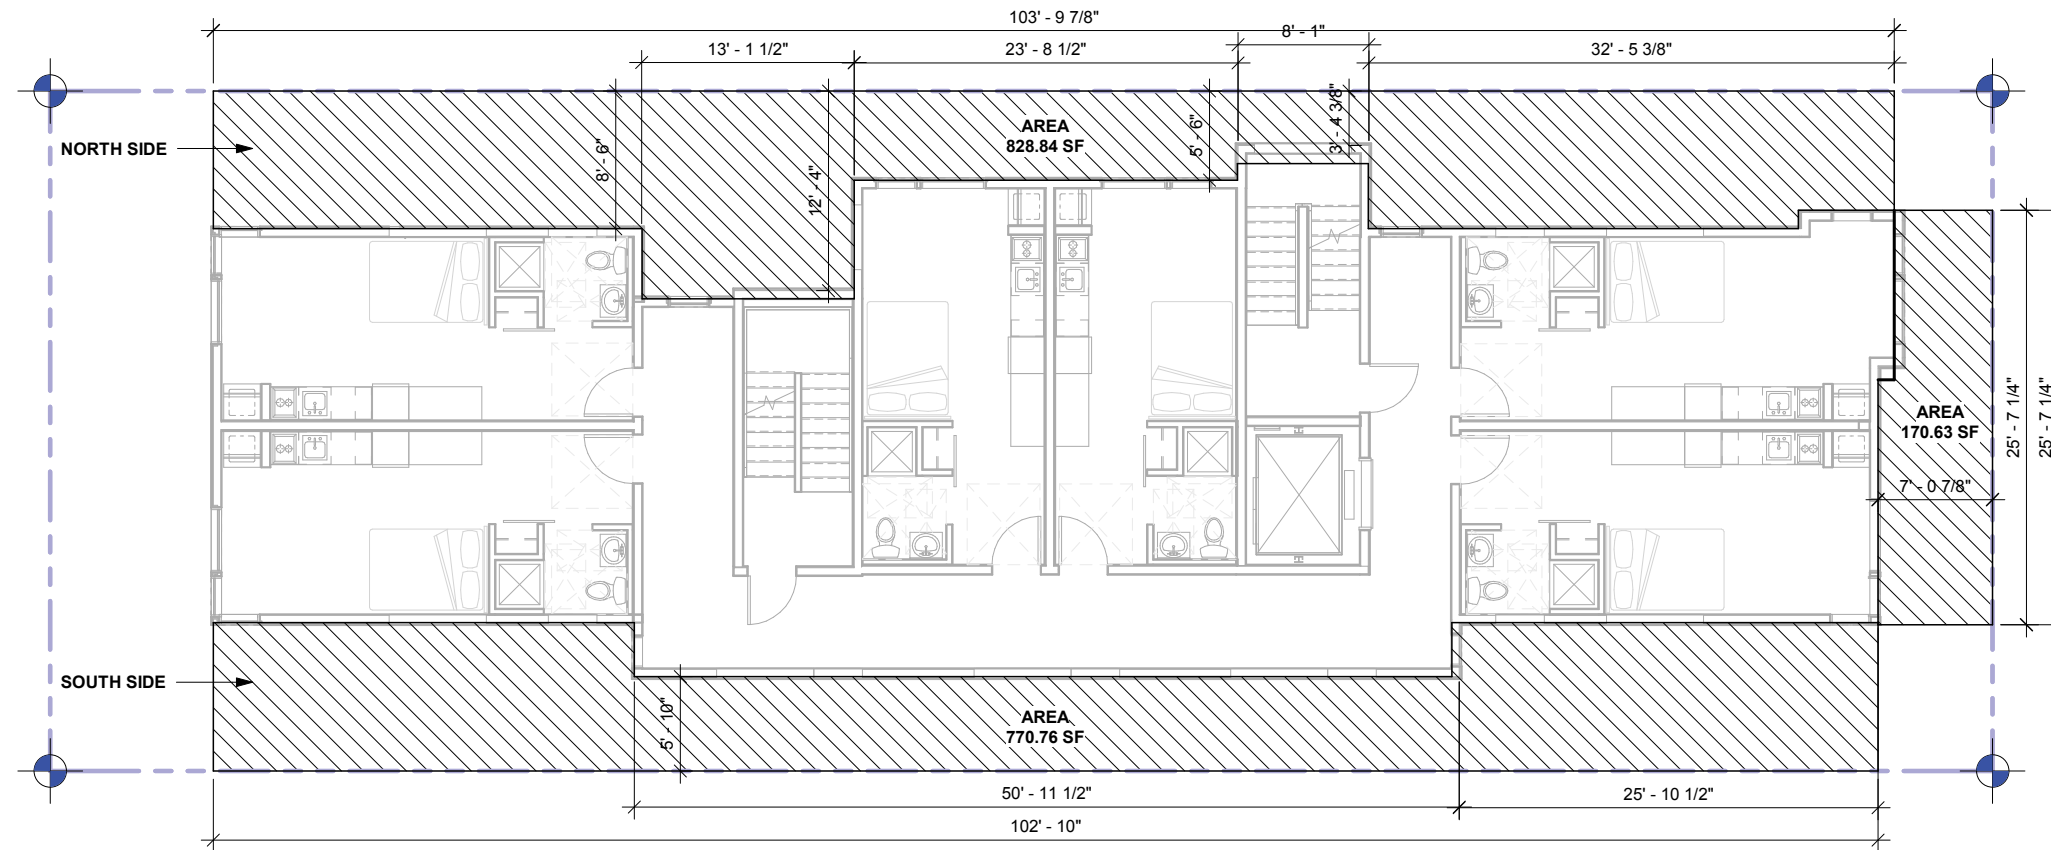 103' - 9 7/8"
13' - 1 1/2"
23' - 8 1/2"
8' - 1"
32' - 5 3/8"
NORTH SIDE
8' - 6"
12' - 4"
AREA
828.84 SF
5' - 6"
3' - 4 3/8"
AREA
170.63 SF
25' - 7 1/4"
25' - 7 1/4"
7' - 0 7/8"
SOUTH SIDE
5' - 10"
AREA
770.76 SF
50' - 11 1/2"
25' - 10 1/2"
102' - 10"